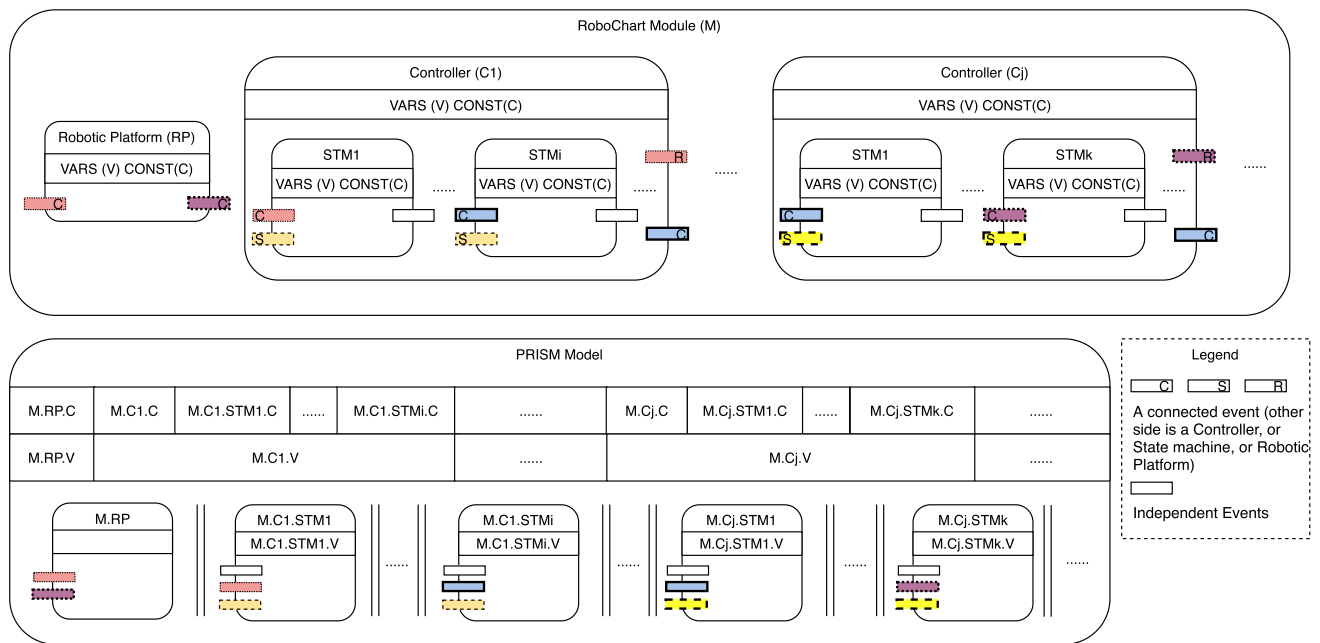 RoboChart Module (M)
Controller (C1)
Controller (Cj)
VARS (V) CONST(C)
VARS (V) CONST(C)
Robotic Platform (RP)
VARS (V) CONST(C)
C
C
STM1
VARS (V) CONST(C)
C
S
......
STMi
VARS (V) CONST(C)
C
S
......
R
C
......
STM1
VARS (V) CONST(C)
C
S
......
STMk
VARS (V) CONST(C)
C
S
......
R
C
......
PRISM Model
M.RP.C
M.C1.C
M.C1.STM1.C
......
M.C1.STMi.C
......
M.Cj.C
M.Cj.STM1.C
......
M.Cj.STMk.C
......
M.RP.V
M.C1.V
......
M.Cj.V
......
M.RP
M.C1.STM1
M.C1.STM1.V
......
M.C1.STMi
M.C1.STMi.V
......
M.Cj.STM1
M.Cj.STM1.V
......
M.Cj.STMk
M.Cj.STMk.V
......
Legend
C
S
R
A connected event (other
side is a Controller, or
State machine, or Robotic
Platform)
Independent Events